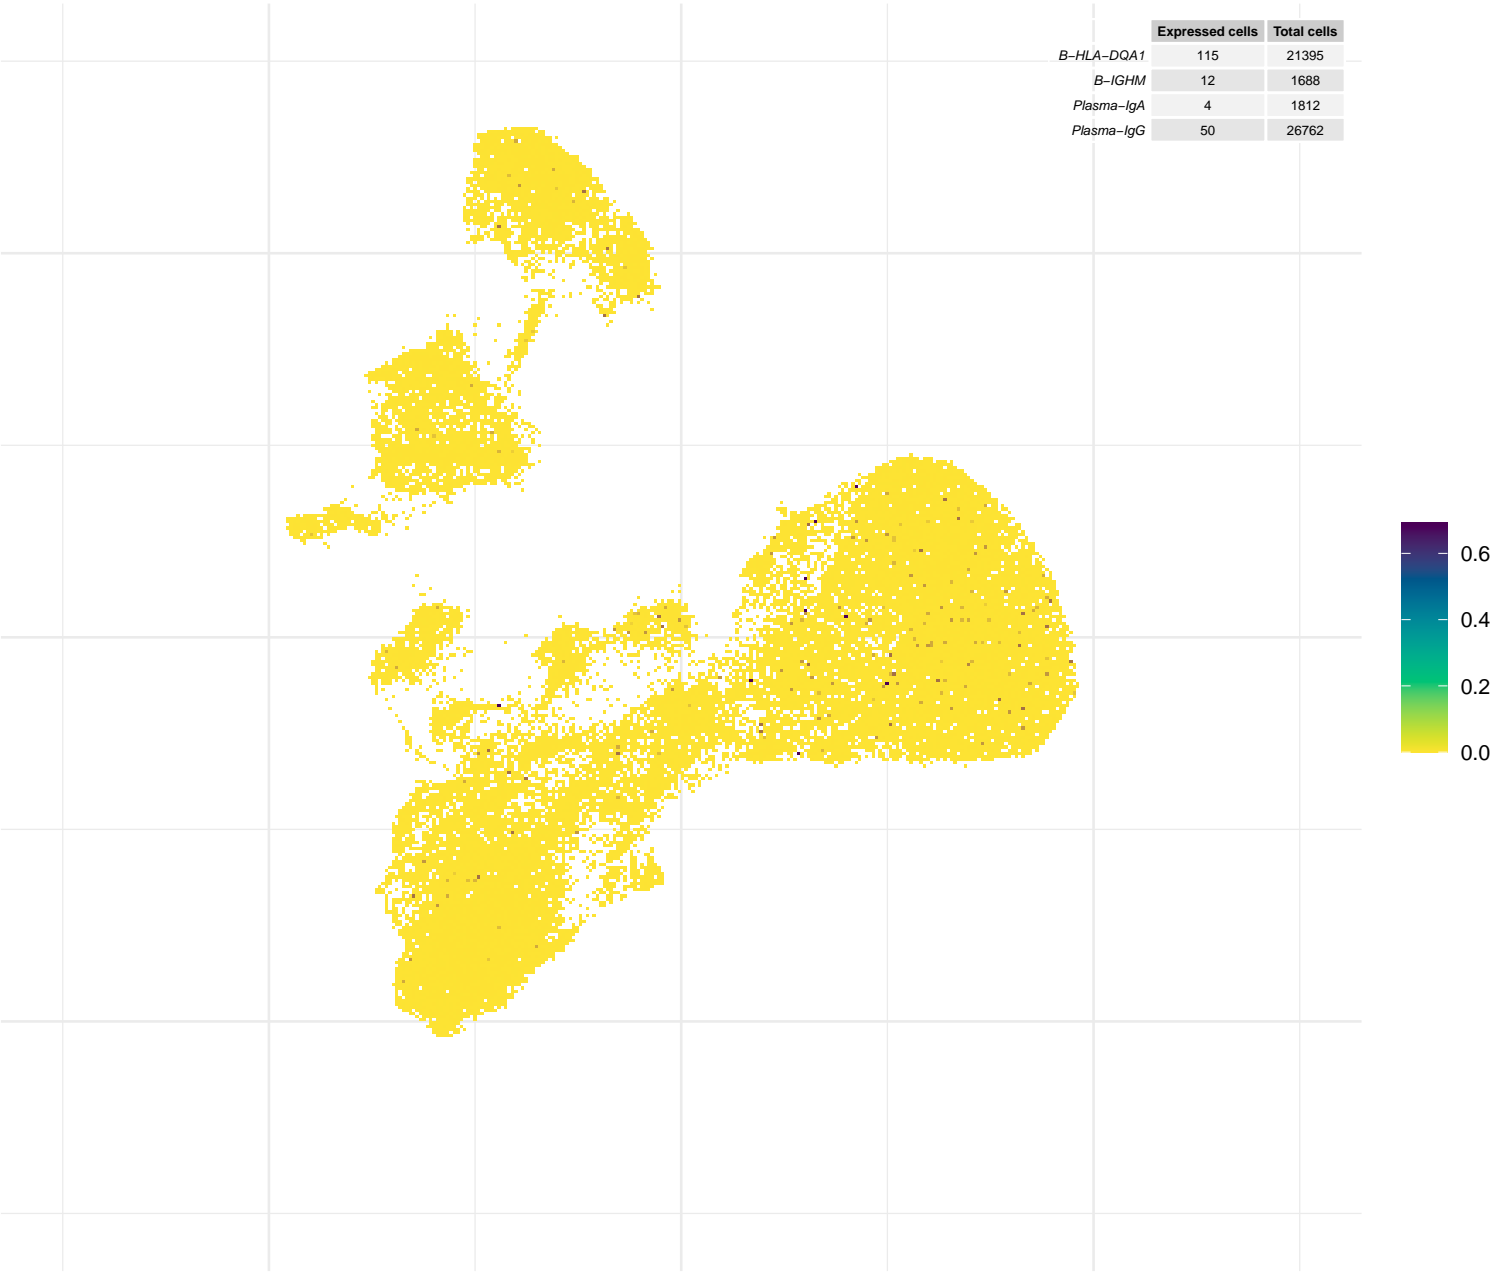 Expressed cells Total cells
B−HLA−DQA1 115 21395
B−IGHM 12 1688
Plasma−IgA 4 1812
Plasma−IgG 50 26762
0.6
0.4
0.2
0.0